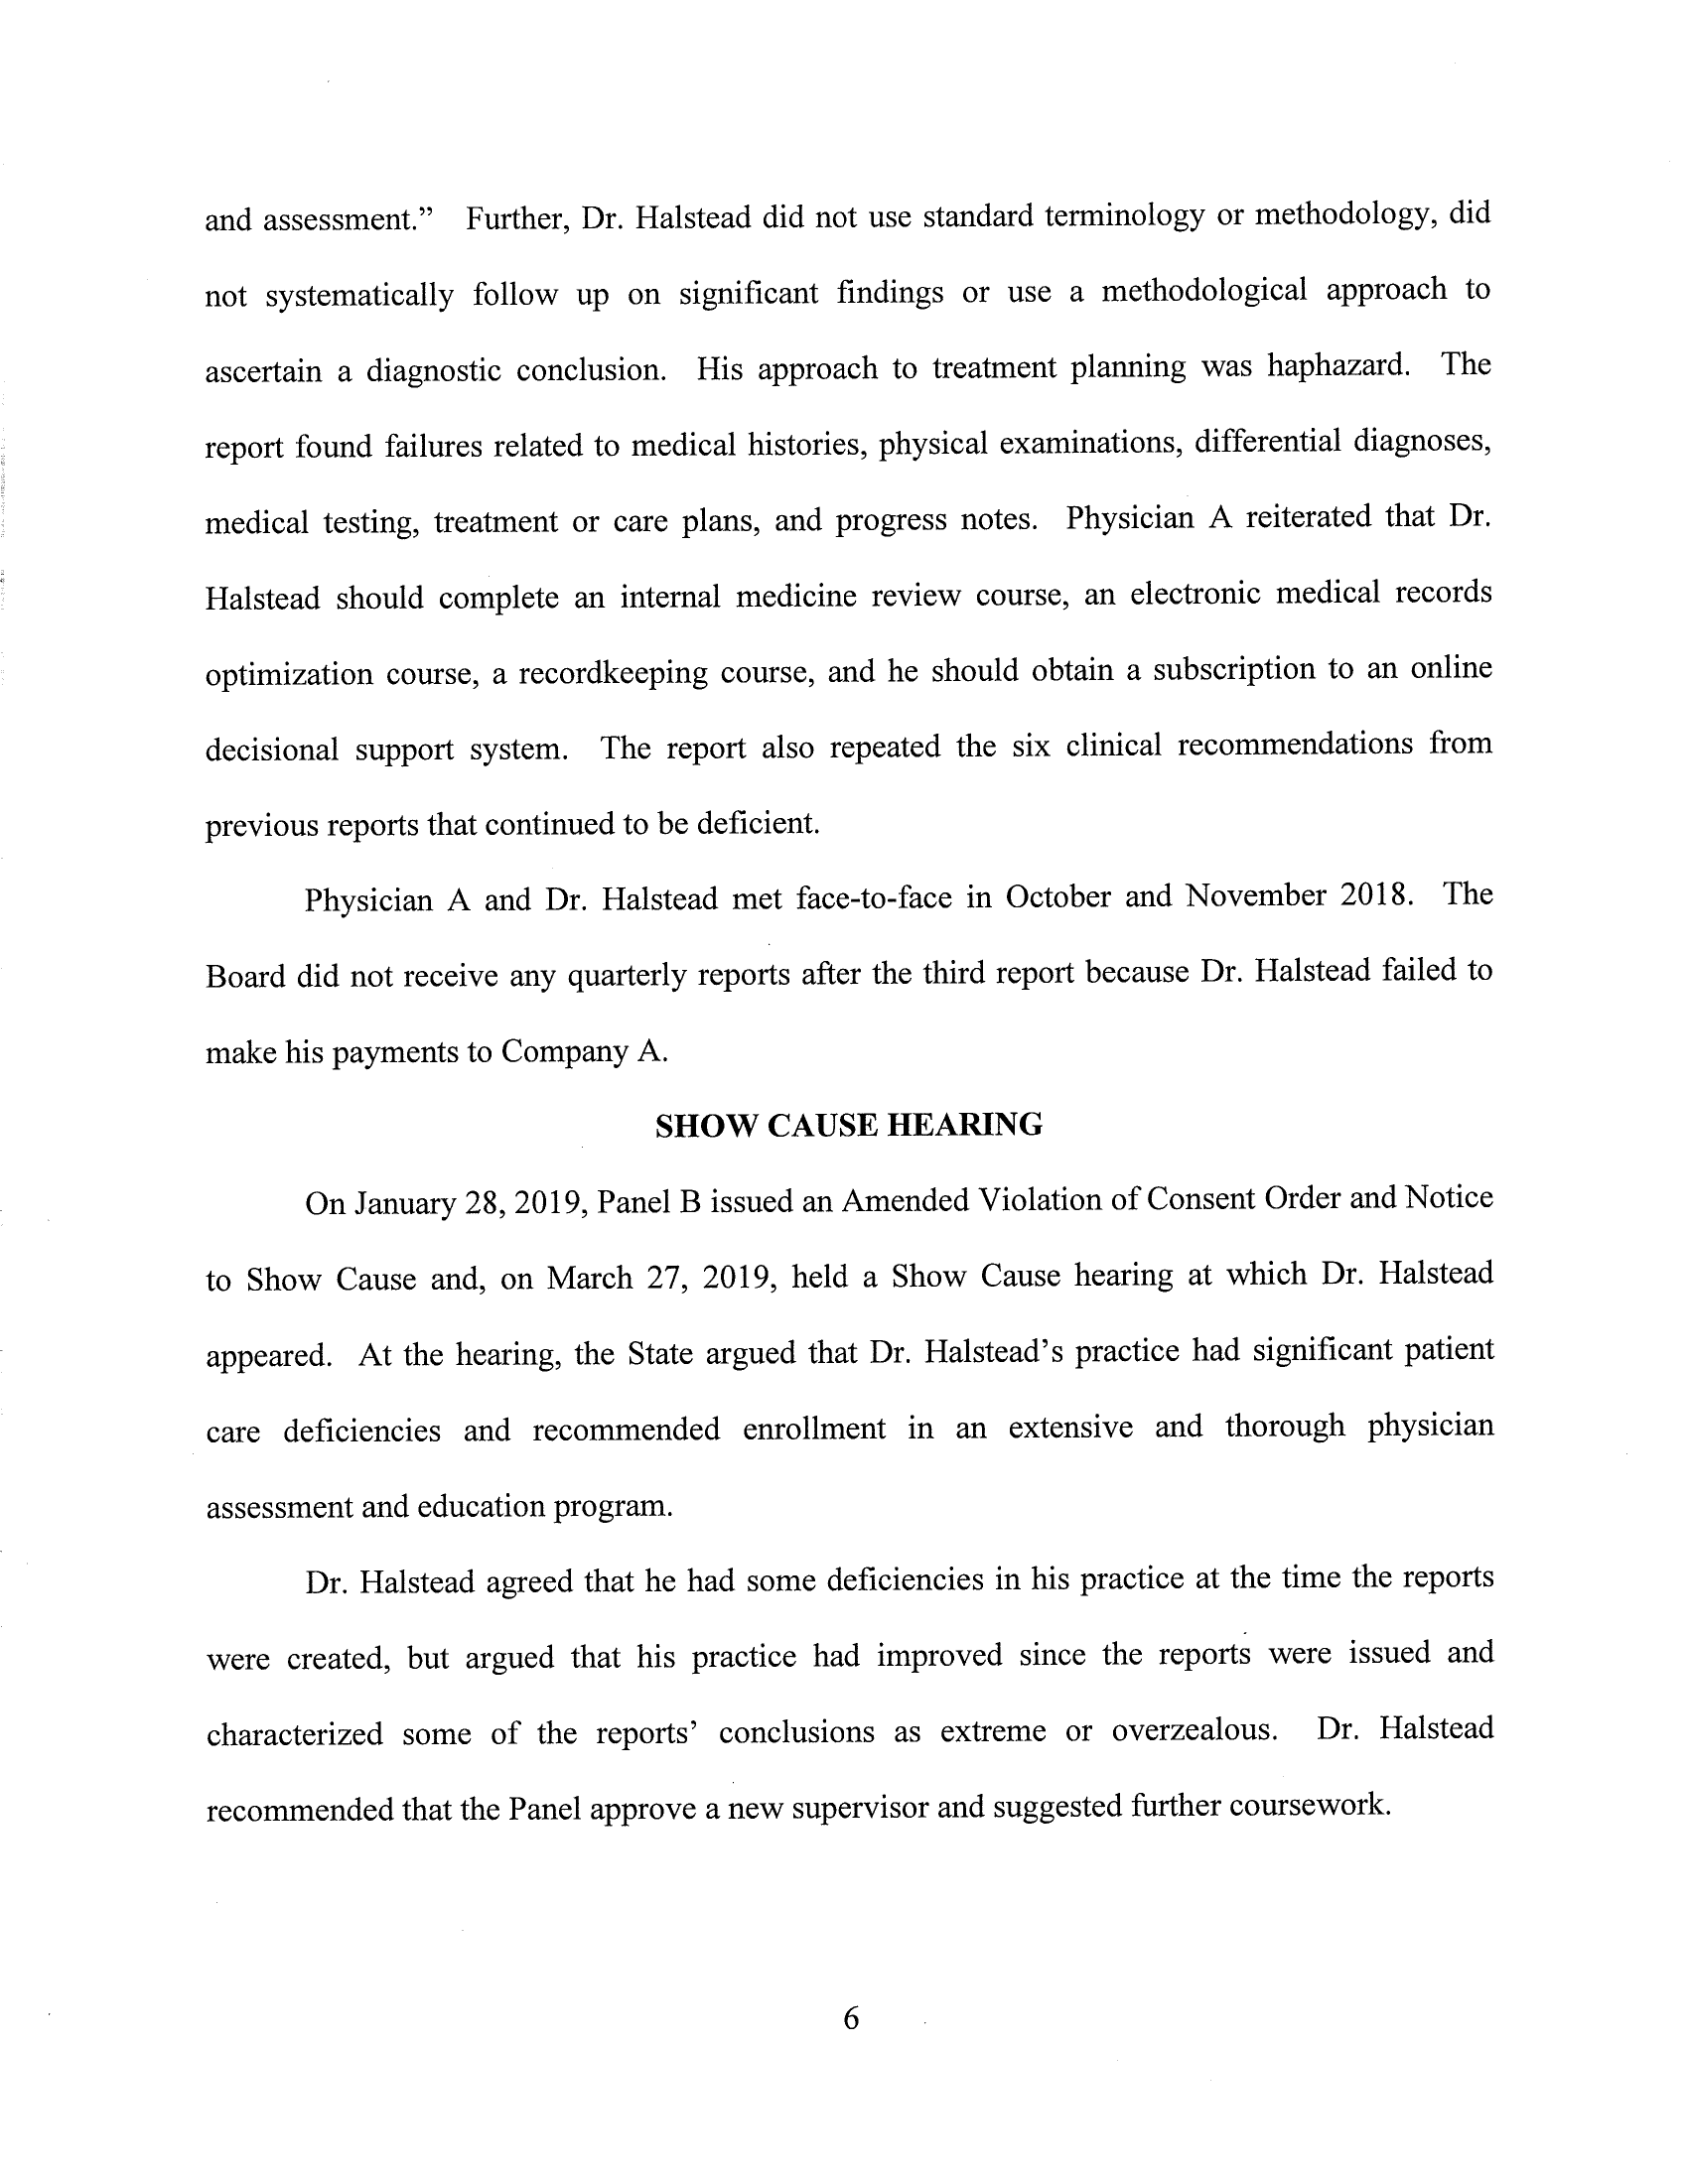 and assessment.” Further, Dr. Halstead did not use standard terminology or methodology, did
not systematically follow up on significant findings or use a methodological approach to
ascertain a diagnostic conclusion. His approach to treatment planning was haphazard. The
report found failures related to medical histories, physical examinations, differential diagnoses,
medical testing, treatment or care plans, and progress notes. Physician A reiterated that Dr.
Halstead should complete an internal medicine review course, an electronic medical records
optimization course, a recordkeeping course, and he should obtain a subscription to an online
decisional support system. The report also repeated the six clinical recommendations from
previous reports that continued to be deficient.
Physician A and Dr. Halstead met face-to-face in October and November 2018. The
Board did not receive any quarterly reports after the third report because Dr. Halstead failed to
make his payments to Company A.
SHOW CAUSE HEARING
On January 28, 2019, Panel B issued an Amended Violation of Consent Order and Notice
to Show Cause and, on March 27, 2019, held a Show Cause hearing at which Dr. Halstead
appeared. At the hearing, the State argued that Dr. Halstead’s practice had significant patient
care deficiencies and recommended enrollment in an extensive and thorough physician
assessment and education program.
Dr. Halstead agreed that he had some deficiencies in his practice at the time the reports
were created, but argued that his practice had improved since the reports were issued and
characterized some of the reports’ conclusions as extreme or overzealous. Dr. Halstead
recommended that the Panel approve a new supervisor and suggested further coursework.
6